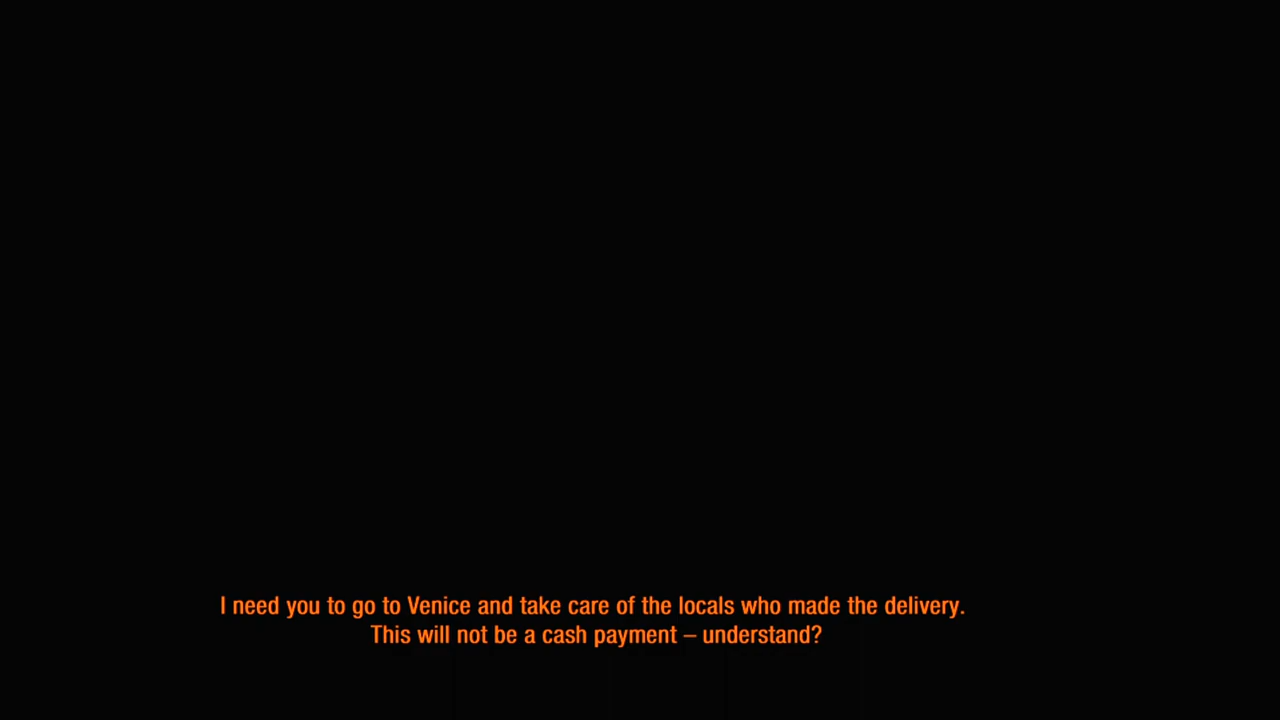 I need you to go to Venice and take care of the locals who made the delivery.
This will not be a cash payment – understand?